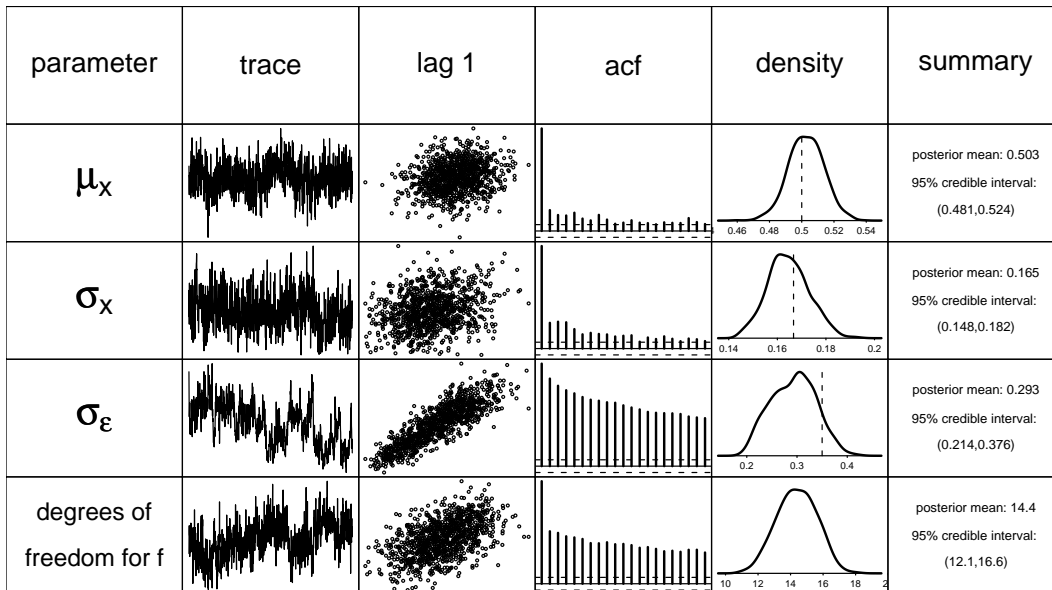 parameter trace lag 1 acf density summary
μx
0.46 0.48 0.5 0.52 0.54
posterior mean: 0.503
95% credible interval:
(0.481,0.524)
σx
0.14 0.16 0.18 0.2
posterior mean: 0.165
95% credible interval:
(0.148,0.182)
σε
0.2 0.3 0.4
posterior mean: 0.293
95% credible interval:
(0.214,0.376)
degrees of
freedom for f
10 12 14 16 18
posterior mean: 14.4
95% credible interval:
(12.1,16.6)